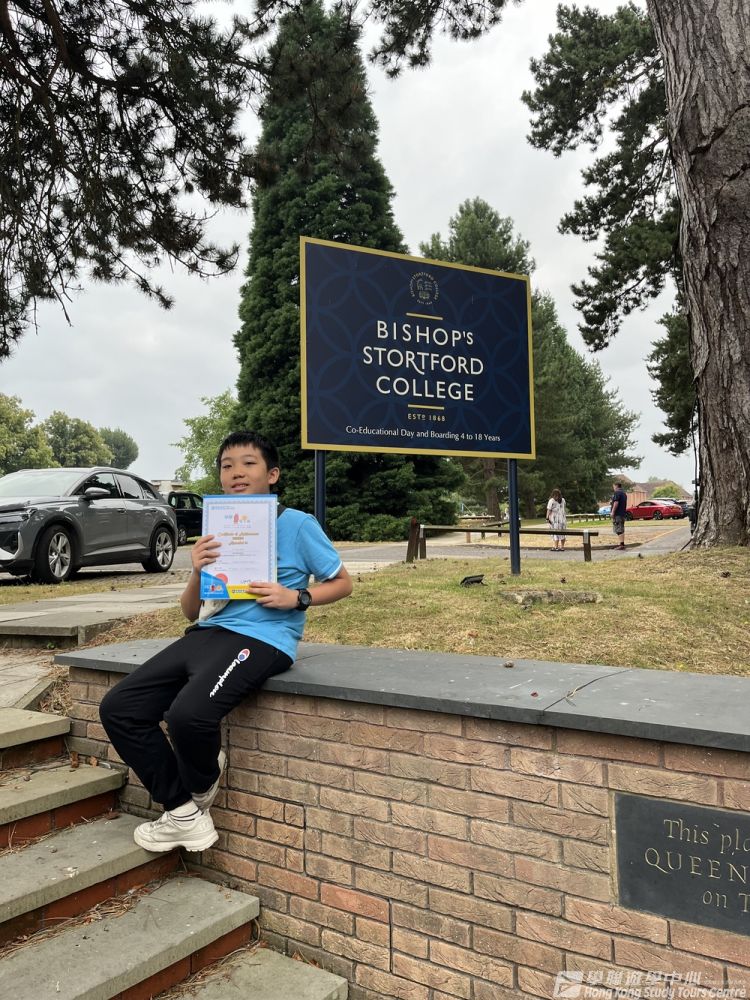 BISHOP'S
STORTFORD
COLLEGE
ESTD 1868
Co-Educational Day and Boarding 4 to 18 Years
Champion
This pla
QUEEN
on T
學聯遊學中心
Hong Kong Study Tours Centre